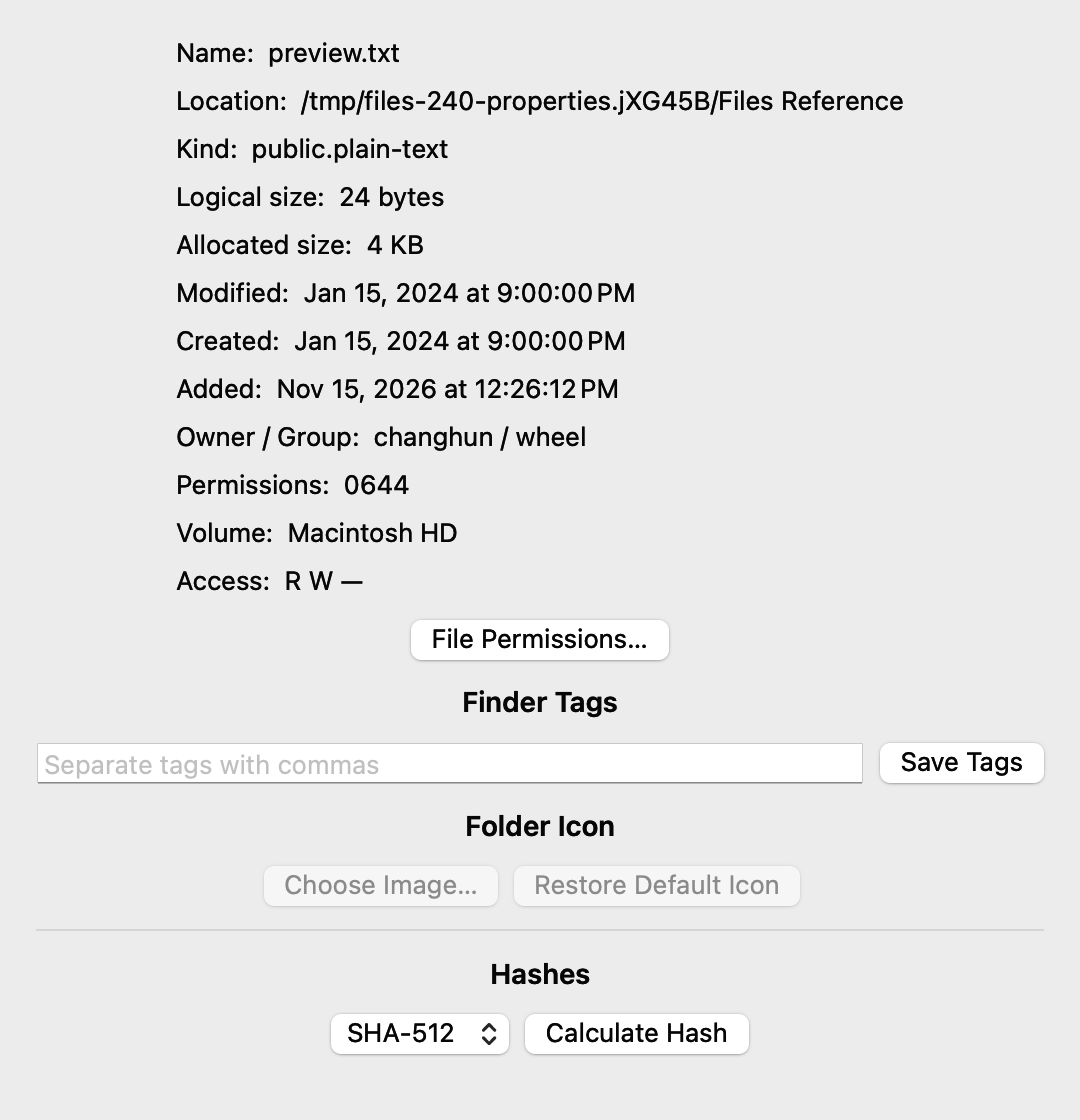 Name: preview.txt
Location: /tmp/files-240-properties.jXG45B/Files Reference
Kind: public.plain-text
Logical size: 24 bytes
Allocated size: 4 KB
Modified: Jan 15, 2024 at 9:00:00 PM
Created: Jan 15, 2024 at 9:00:00 PM
Added: Nov 15, 2026 at 12:26:12 PM
Owner / Group: changhun / wheel
Permissions: 0644
Volume: Macintosh HD
Access: R W —
File Permissions...
Finder Tags
Separate tags with commas Save Tags
Folder Icon
Choose Image... Restore Default Icon
Hashes
SHA-512 Calculate Hash